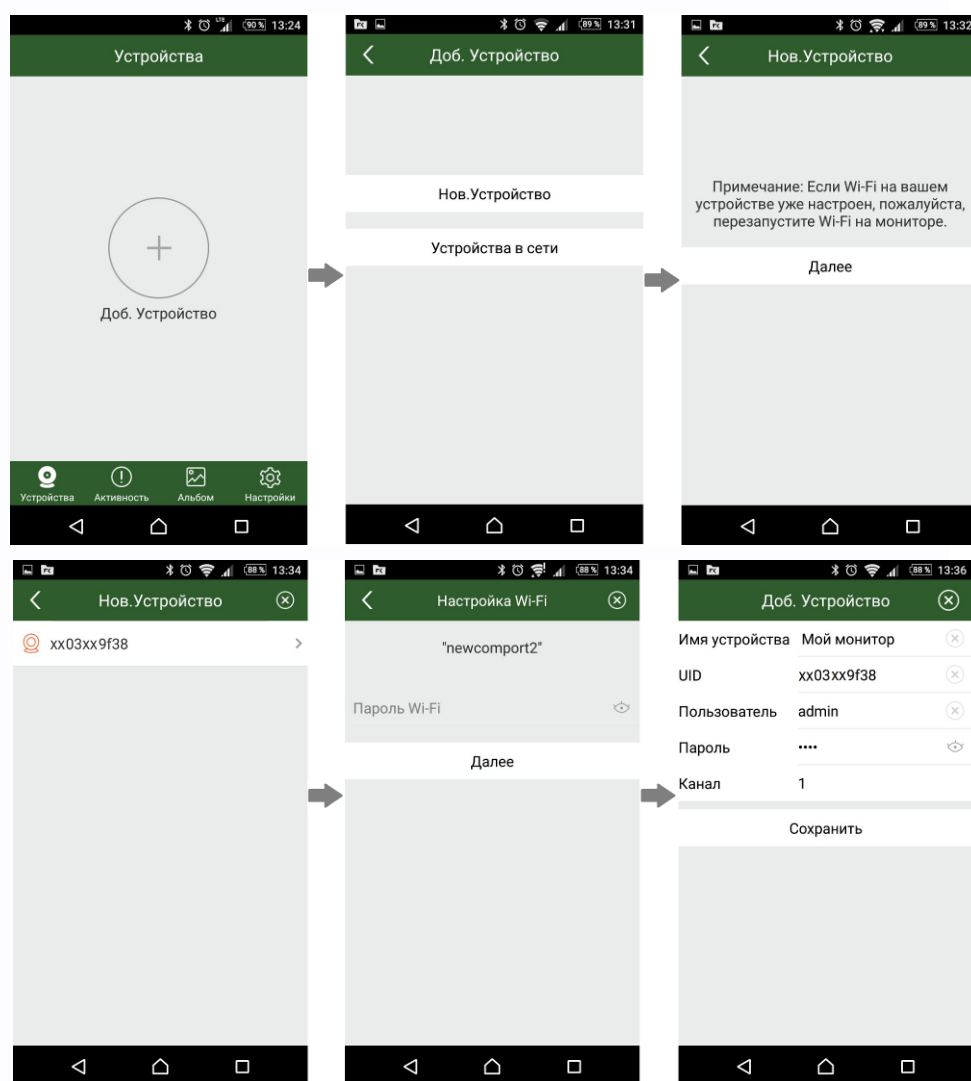 LTE 90 % 13:24
Устройства
Доб. Устройство
Устройства Активность Альбом Настройки
89 % 13:31
Доб. Устройство
Нов.Устройство
Устройства в сети
89 % 13:32
Нов.Устройство
Примечание: Если Wi-Fi на вашем
устройстве уже настроен, пожалуйста,
перезапустите Wi-Fi на мониторе.
Далее
88 % 13:34
Нов.Устройство
xx03xx9f38
88 % 13:34
Настройка Wi-Fi
"newcomport2"
Пароль Wi-Fi
Далее
88 % 13:36
Доб. Устройство
Имя устройства Мой монитор
UID xx03xx9f38
Пользователь admin
Пароль ••••
Канал 1
Сохранить